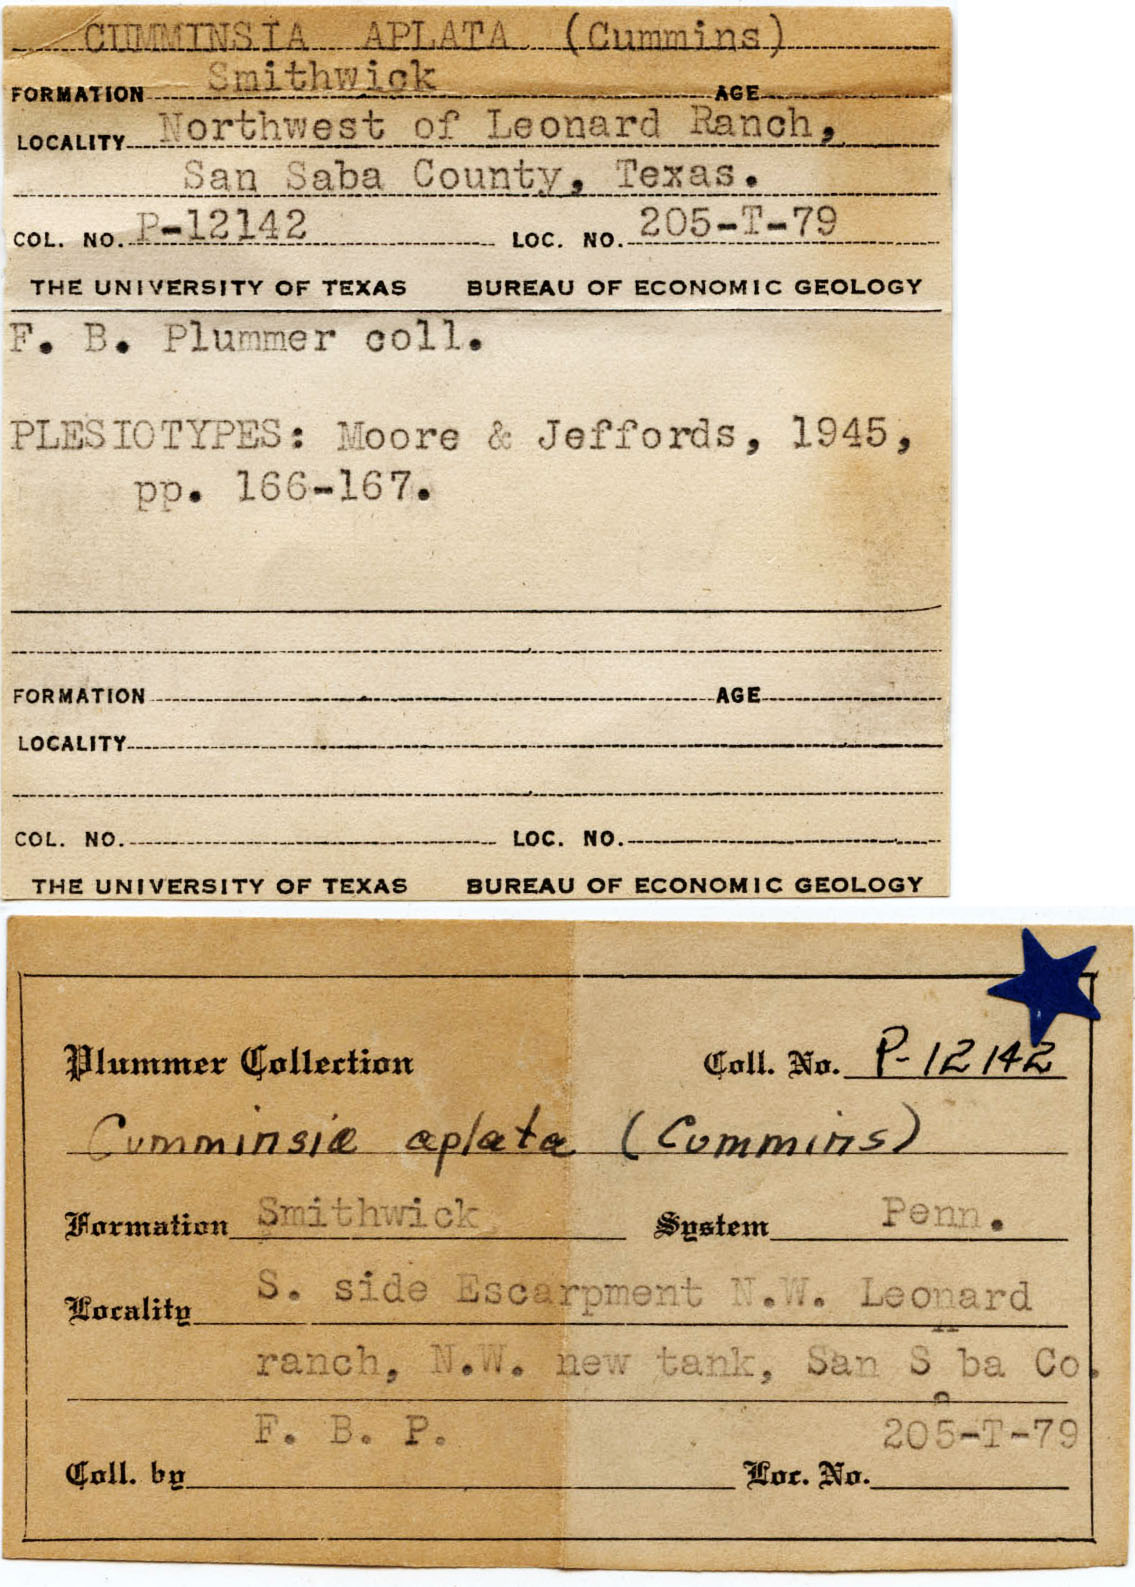 CUMMINSIA APLATA (Cummins)
FORMATION Smithwick AGE
LOCALITY Northwest of Leonard Ranch,
San Saba County, Texas.
COL. NO. P-12142 LOC. NO. 205-T-79
THE UNIVERSITY OF TEXAS BUREAU OF ECONOMIC GEOLOGY
F. B. Plummer coll.
PLESIOTYPES: Moore & Jeffords, 1945,
pp. 166-167.
FORMATION AGE
LOCALITY
COL. NO. LOC. NO.
THE UNIVERSITY OF TEXAS BUREAU OF ECONOMIC GEOLOGY
Plummer Collection Coll. No. P-12142
Cumminsia aplata (Cummins)
Formation Smithwick System Penn.
Locality S. side Escarpment N.W. Leonard
ranch, N.W. new tank, San Saba Co.
Coll. by F. B. P. Loc. No. 205-T-79